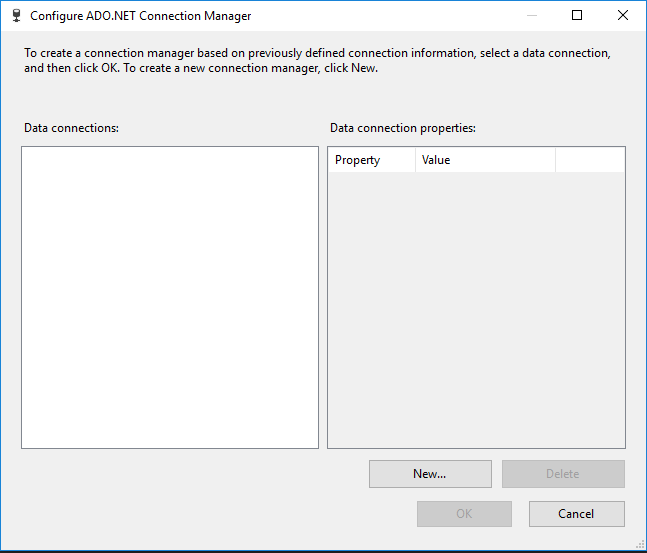 Configure ADO.NET Connection Manager
To create a connection manager based on previously defined connection information, select a data connection,
and then click OK. To create a new connection manager, click New.
Data connections:
Data connection properties:
Property
Value
New...
Delete
OK
Cancel